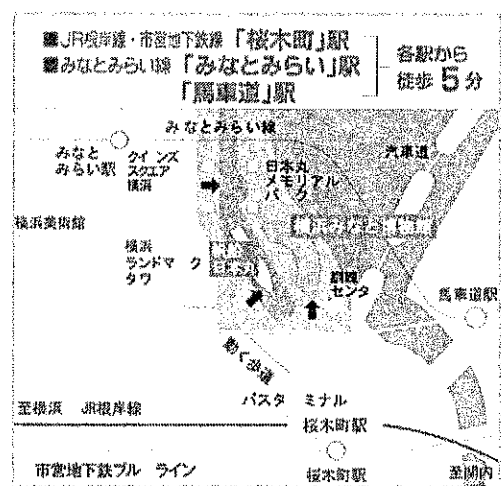 ■JR根岸線・市営地下鉄線「桜木町」駅
■みなとみらい線「みなとみらい」駅
「馬車道」駅
各駅から
徒歩5分
みなとみらい線
みなと
みらい駅
クイーンズ
スクエア
横浜
日本丸
メモリアル
パーク
汽車道
横浜美術館
横浜
ランドマーク
タワー
訓練
センター
馬車道駅
動く歩道
バスターミナル
至横浜 JR根岸線
桜木町駅
市営地下鉄ブルーライン
桜木町駅
至関内